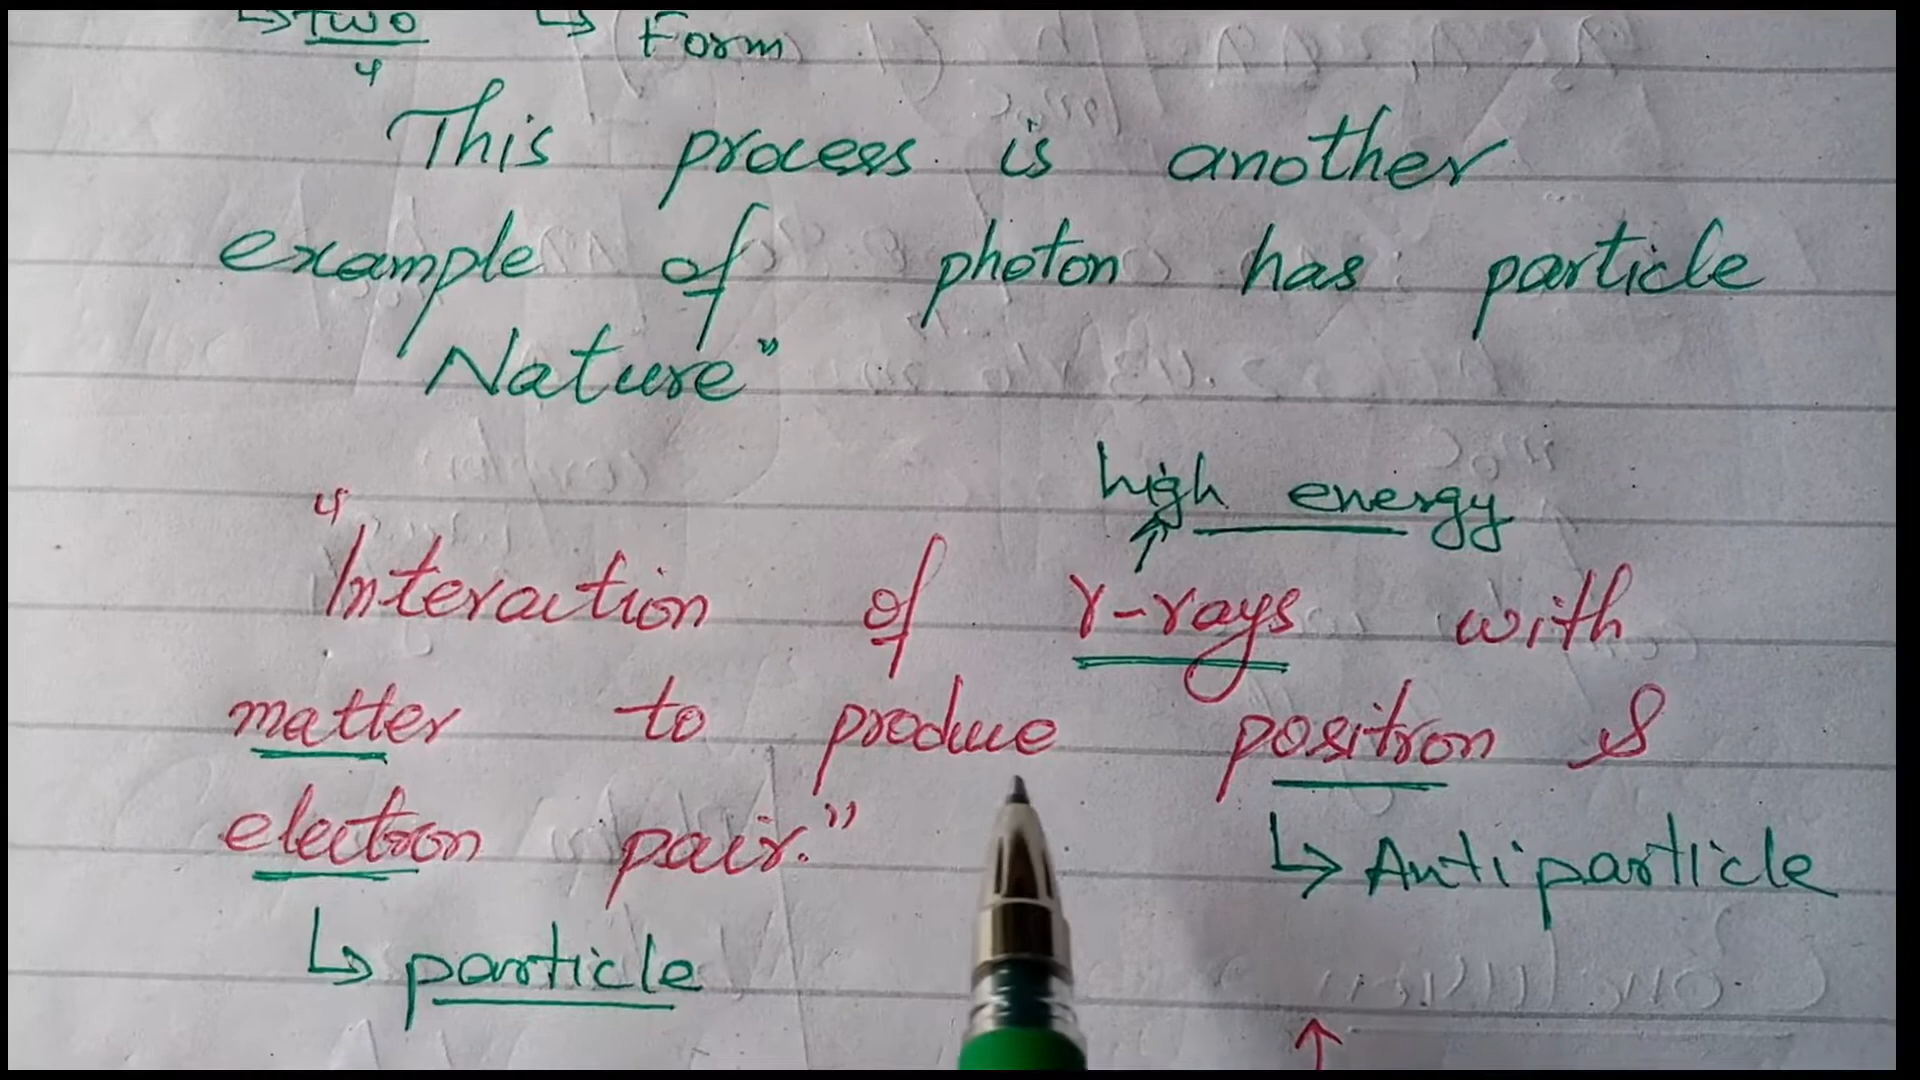 ↳ two ↳ Form
"This process is another
example of photon has particle
Nature"
high energy
"Interaction of γ-rays with
matter to produce positron &
electron pair."
↳ Antiparticle
↳ particle